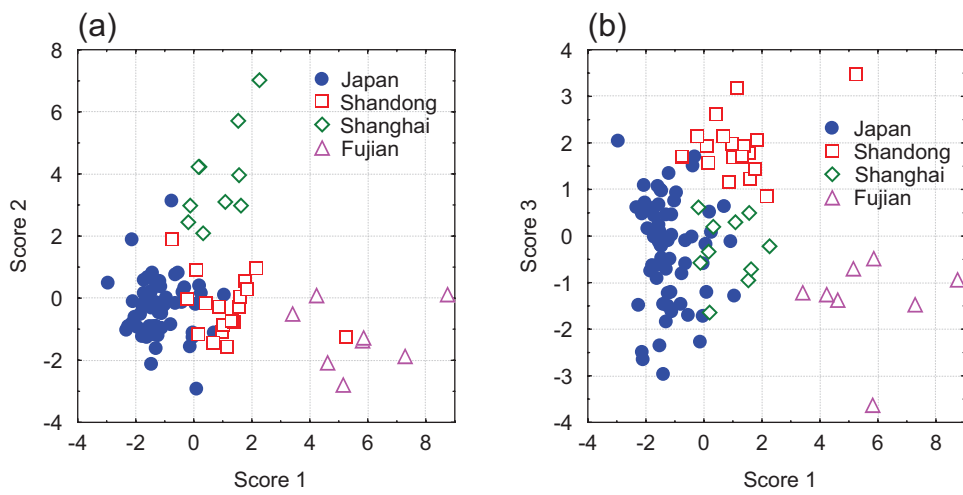 (a)
8
6
4
2
0
-2
-4
-4 -2 0 2 4 6 8
Score 2
Score 1
Japan
Shandong
Shanghai
Fujian
(b)
4
3
2
1
0
-1
-2
-3
-4
-4 -2 0 2 4 6 8
Score 3
Score 1
Japan
Shandong
Shanghai
Fujian